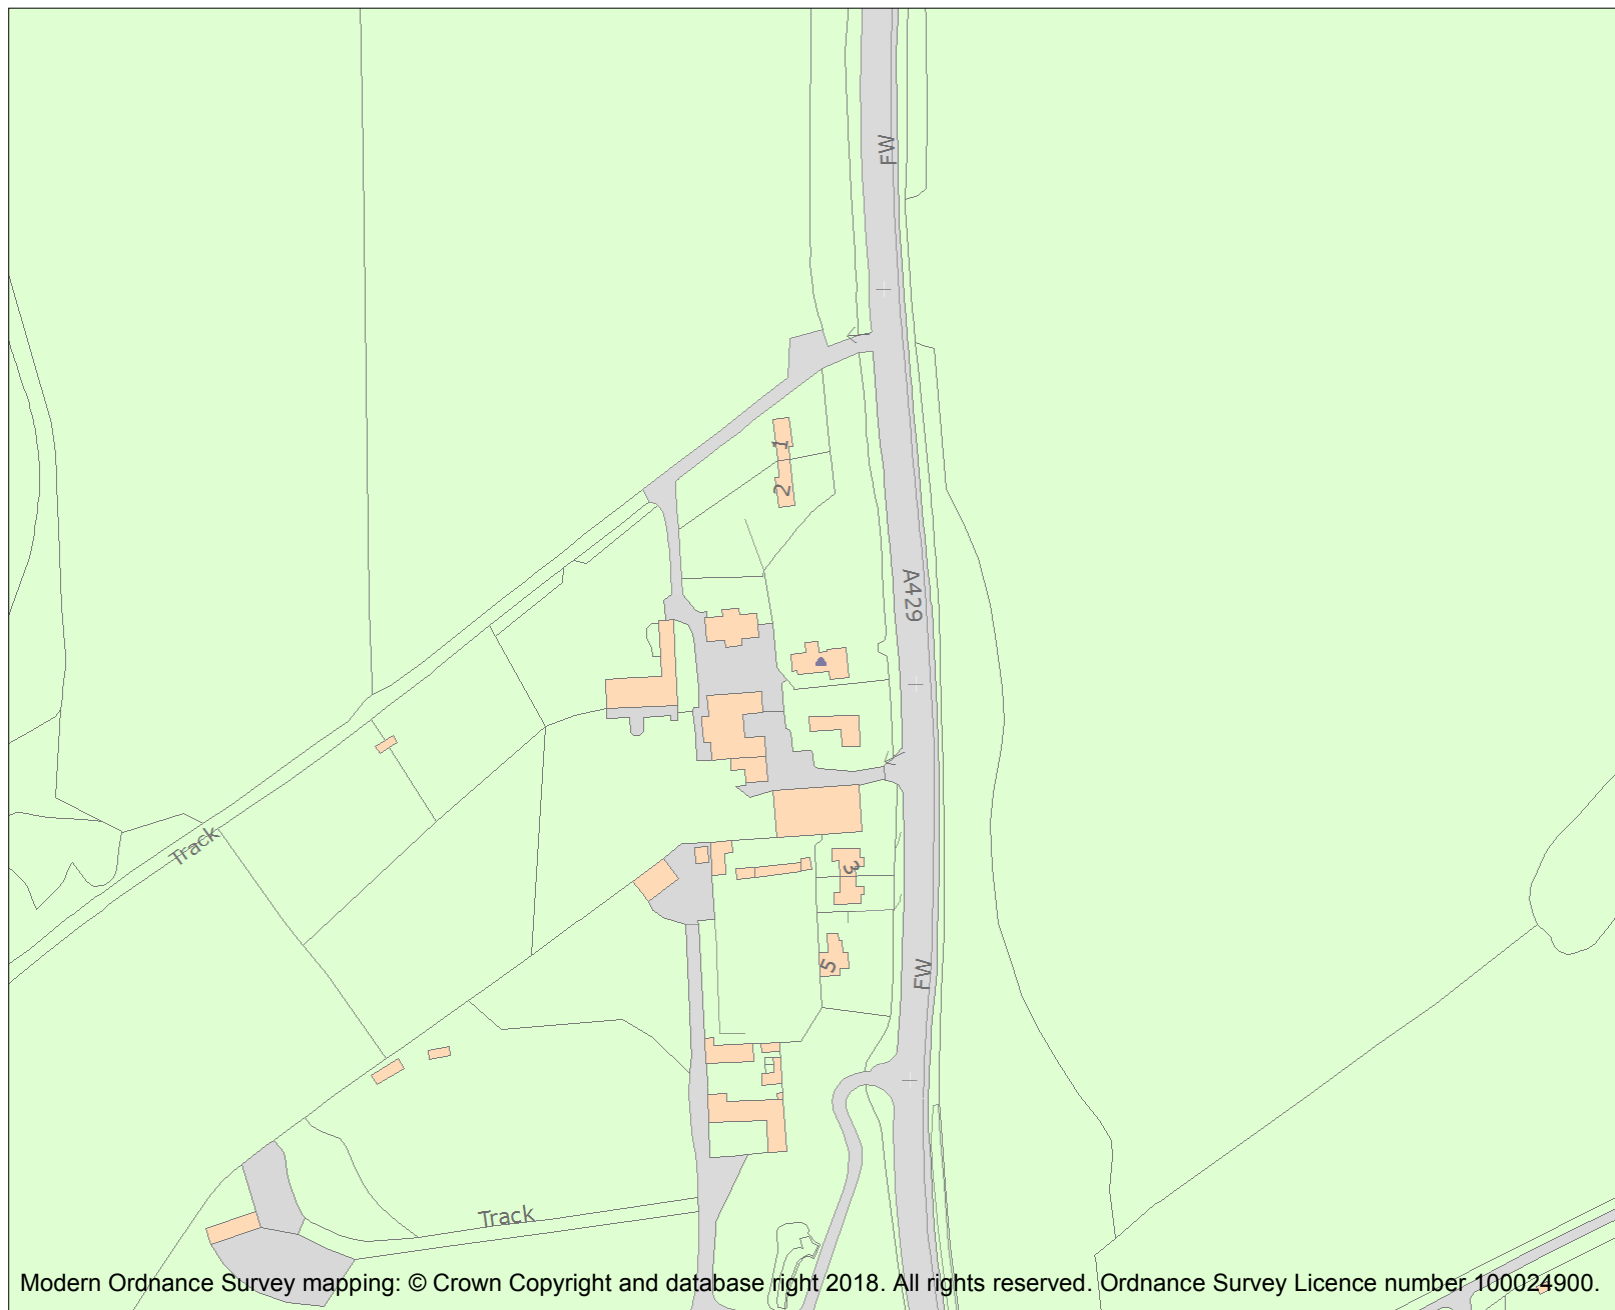 FW
1
2
A429
Track
3
5
FW
Track
Modern Ordnance Survey mapping: © Crown Copyright and database right 2018. All rights reserved. Ordnance Survey Licence number 100024900.